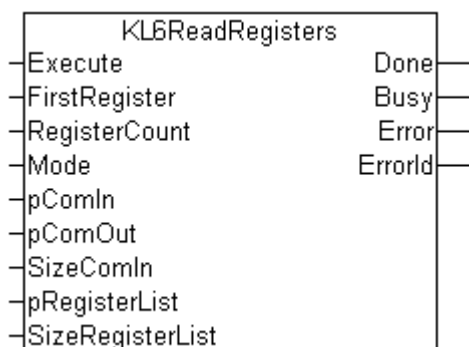 KL6ReadRegisters
Execute Done
FirstRegister Busy
RegisterCount Error
Mode ErrorId
pComIn
pComOut
SizeComIn
pRegisterList
SizeRegisterList